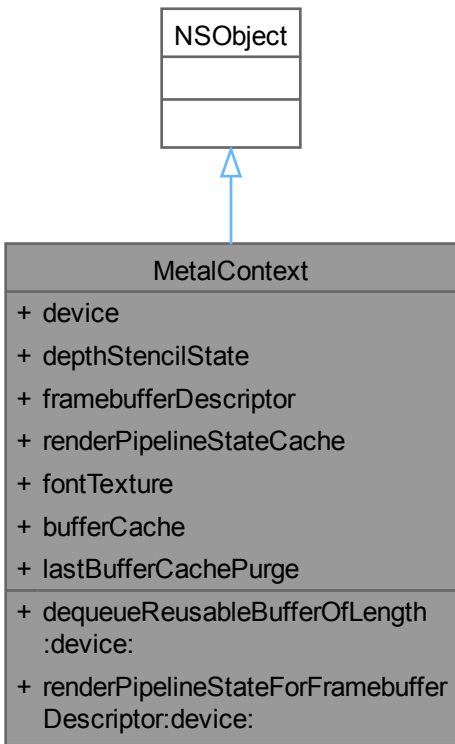 NSObject
MetalContext
+ device
+ depthStencilState
+ framebufferDescriptor
+ renderPipelineStateCache
+ fontTexture
+ bufferCache
+ lastBufferCachePurge
+ dequeueReusableBufferOfLength
:device:
+ renderPipelineStateForFramebuffer
Descriptor:device: